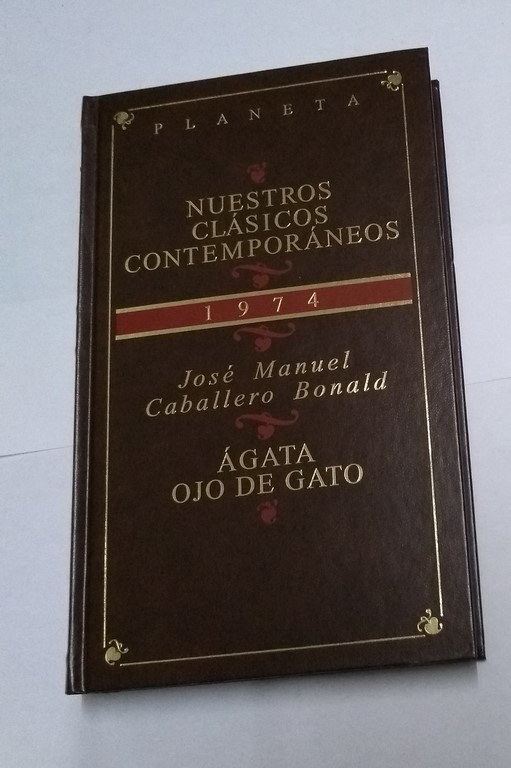 PLANETA
NUESTROS
CLÁSICOS
CONTEMPORÁNEOS
1974
José Manuel
Caballero Bonald
ÁGATA
OJO DE GATO